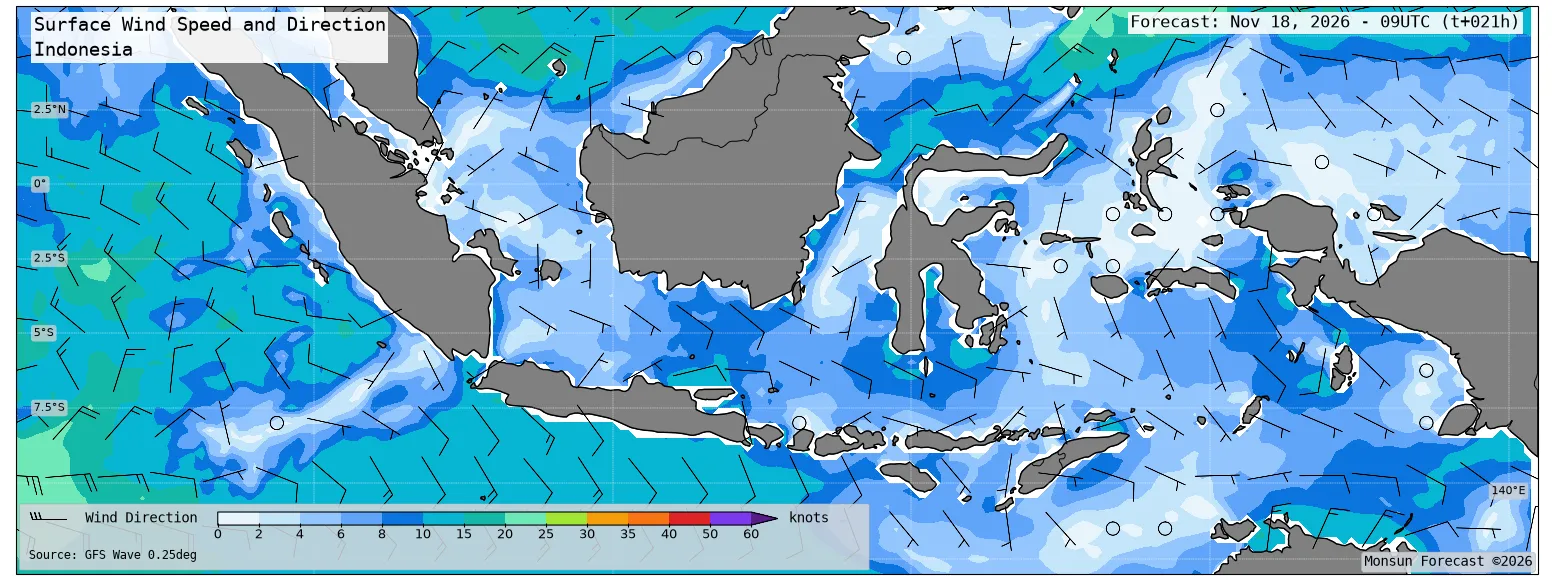 Surface Wind Speed and Direction
Indonesia
Forecast: Nov 18, 2026 - 09UTC (t+021h)
2.5°N
0°
2.5°S
5°S
7.5°S
140°E
Wind Direction
0 2 4 6 8 10 15 20 25 30 35 40 50 60 knots
Source: GFS Wave 0.25deg
Monsun Forecast ©2026